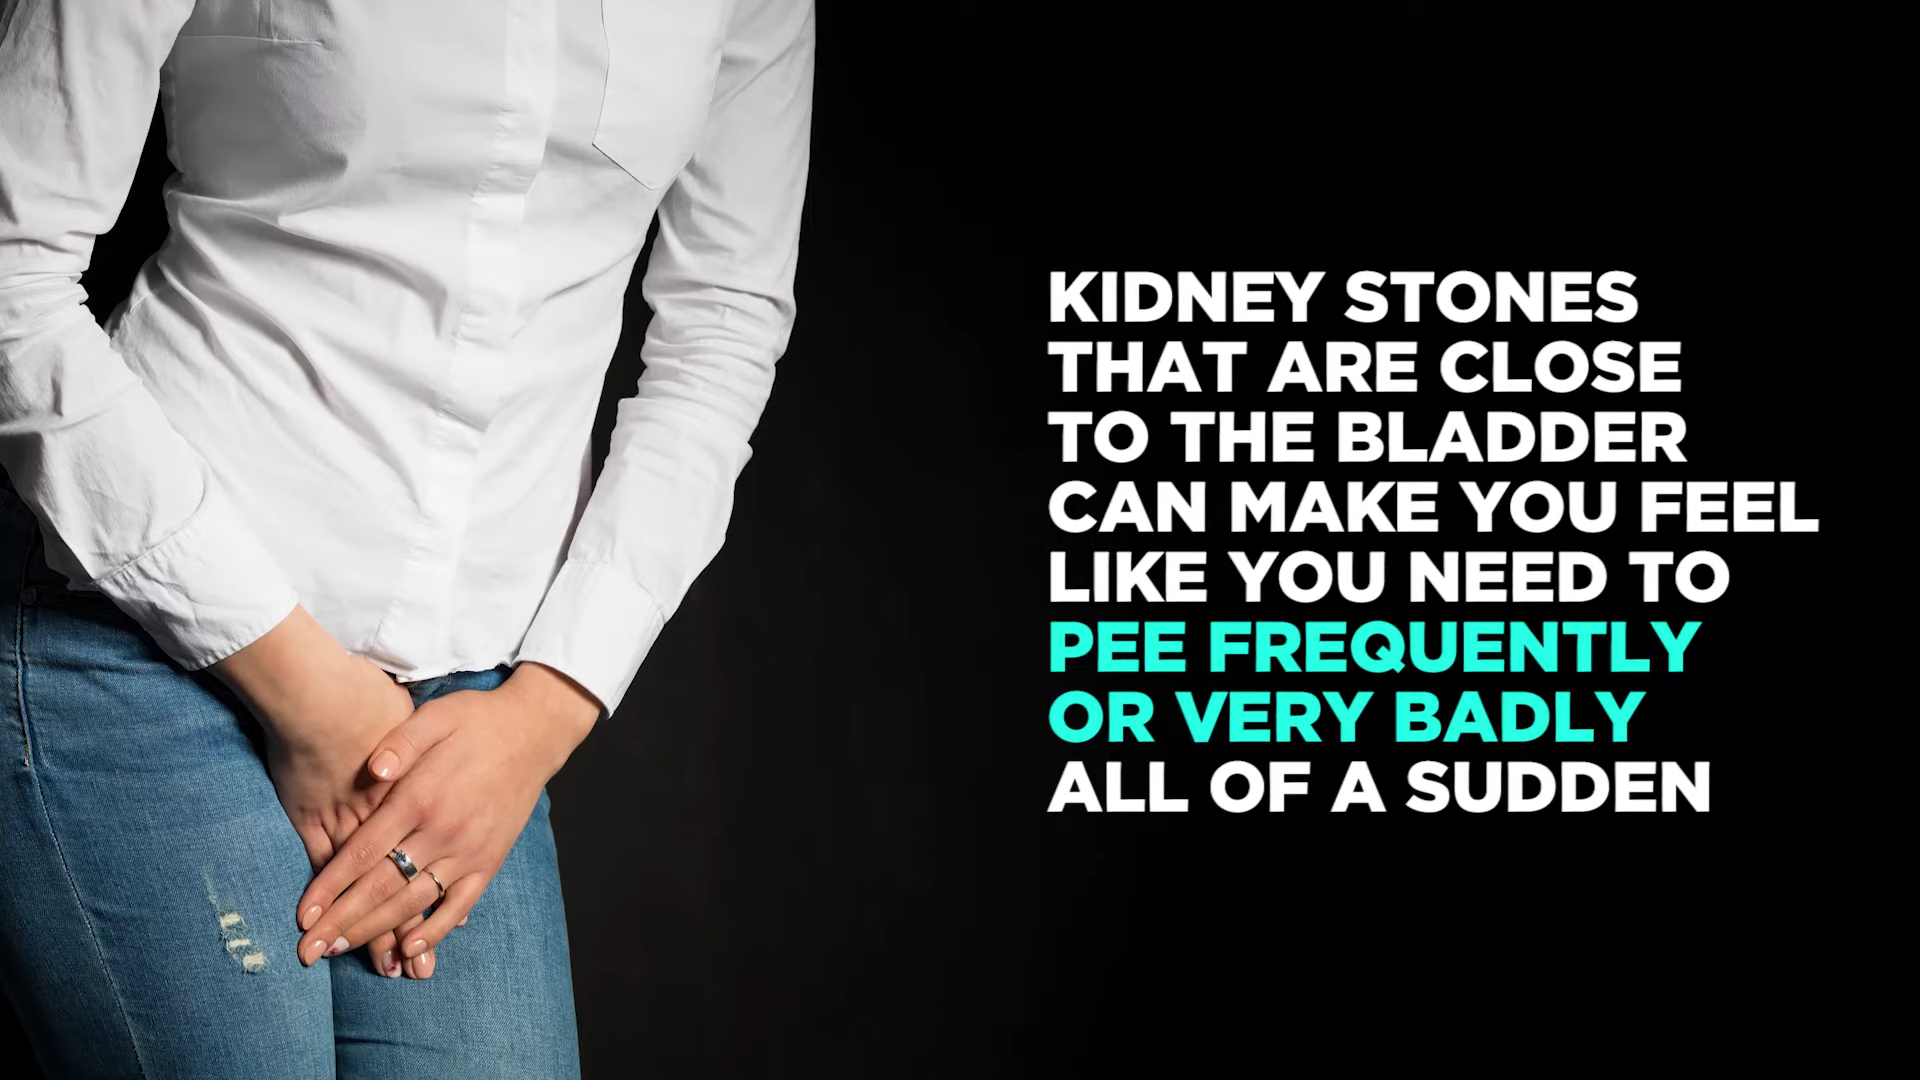 KIDNEY STONES
THAT ARE CLOSE
TO THE BLADDER
CAN MAKE YOU FEEL
LIKE YOU NEED TO
PEE FREQUENTLY
OR VERY BADLY
ALL OF A SUDDEN